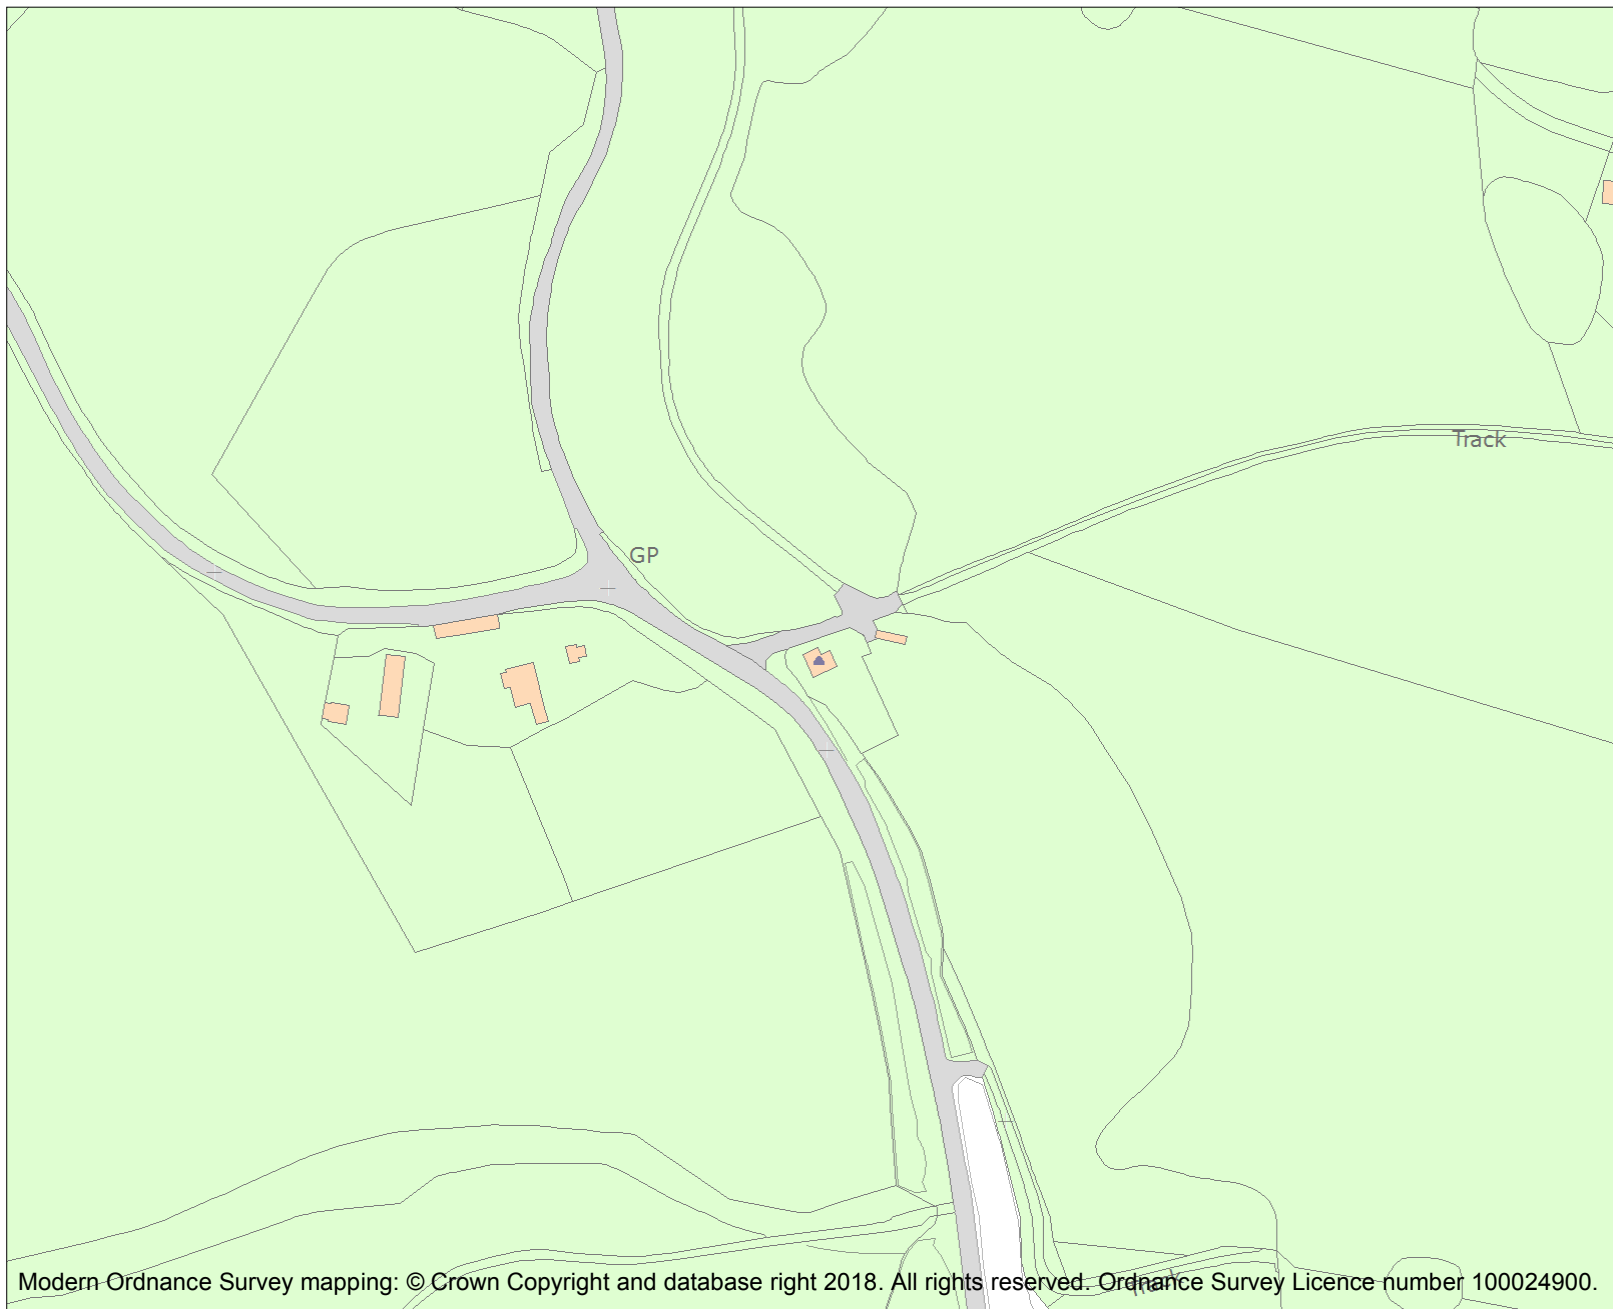 Track
GP
Modern Ordnance Survey mapping: © Crown Copyright and database right 2018. All rights reserved. Ordnance Survey Licence number 100024900.
Track